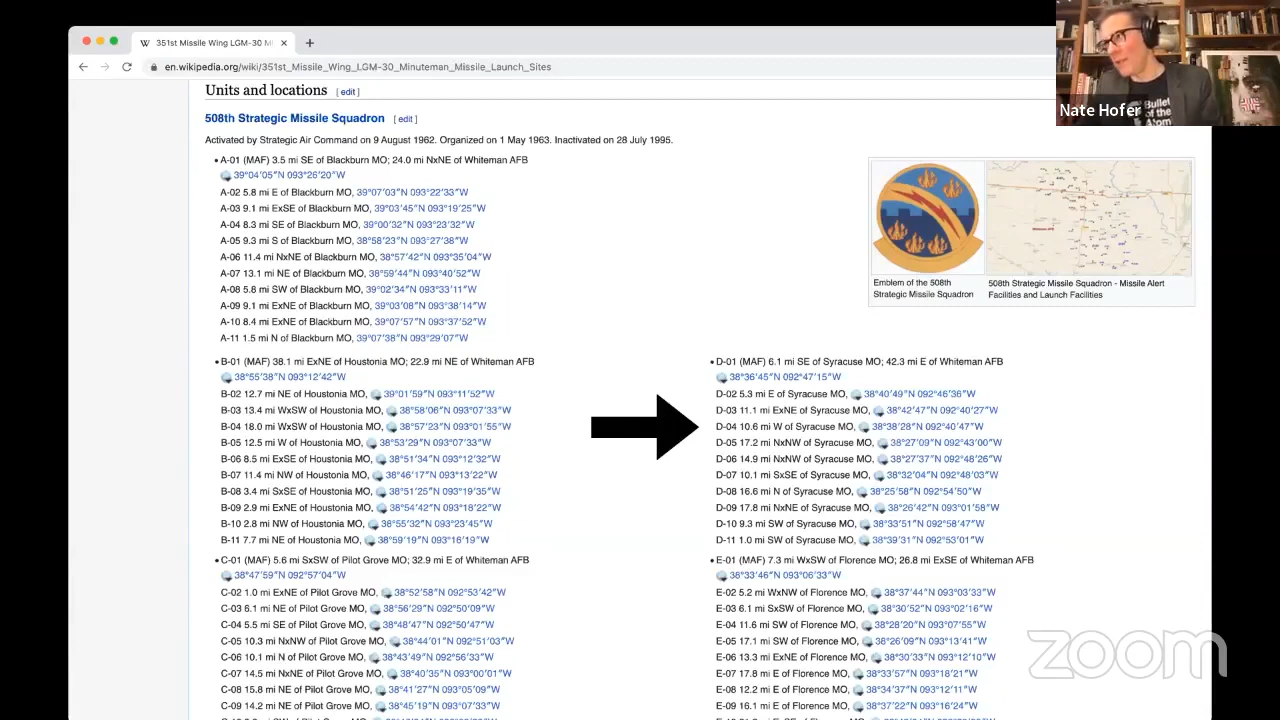 351st Missile Wing LGM-30 Mi
en.wikipedia.org/wiki/351st_Missile_Wing_LGM-30_Minuteman_Missile_Launch_Sites
Nate Hofer
Bullet
of the
Atom
Units and locations [ edit ]
508th Strategic Missile Squadron [ edit ]
Activated by Strategic Air Command on 9 August 1962. Organized on 1 May 1963. Inactivated on 28 July 1995.
• A-01 (MAF) 3.5 mi SE of Blackburn MO; 24.0 mi NxNE of Whiteman AFB
39°04′05″N 093°26′20″W
A-02 5.8 mi E of Blackburn MO, 39°07′03″N 093°22′33″W
A-03 9.1 mi ExSE of Blackburn MO, 39°03′45″N 093°19′25″W
A-04 8.3 mi SE of Blackburn MO, 39°00′32″N 093°23′32″W
A-05 9.3 mi S of Blackburn MO, 38°58′23″N 093°27′38″W
A-06 11.4 mi NxNE of Blackburn MO, 38°57′42″N 093°35′04″W
A-07 13.1 mi NE of Blackburn MO, 38°59′44″N 093°40′52″W
A-08 5.8 mi SW of Blackburn MO, 39°02′34″N 093°33′11″W
A-09 9.1 mi ExNE of Blackburn MO, 39°03′08″N 093°38′14″W
A-10 8.4 mi ExNE of Blackburn MO, 39°07′57″N 093°37′52″W
A-11 1.5 mi N of Blackburn MO, 39°07′38″N 093°29′07″W
Emblem of the 508th
Strategic Missile Squadron
508th Strategic Missile Squadron - Missile Alert
Facilities and Launch Facilities
• B-01 (MAF) 38.1 mi ExNE of Houstonia MO; 22.9 mi NE of Whiteman AFB
38°55′38″N 093°12′42″W
B-02 12.7 mi NE of Houstonia MO, 39°01′59″N 093°11′52″W
B-03 13.4 mi WxSW of Houstonia MO, 38°58′06″N 093°07′33″W
B-04 18.0 mi WxSW of Houstonia MO, 38°57′23″N 093°01′55″W
B-05 12.5 mi W of Houstonia MO, 38°53′29″N 093°07′33″W
B-06 8.5 mi ExSE of Houstonia MO, 38°51′34″N 093°12′32″W
B-07 11.4 mi NW of Houstonia MO, 38°46′17″N 093°13′22″W
B-08 3.4 mi SxSE of Houstonia MO, 38°51′25″N 093°19′35″W
B-09 2.9 mi ExNE of Houstonia MO, 38°54′42″N 093°18′22″W
B-10 2.8 mi NW of Houstonia MO, 38°55′32″N 093°23′45″W
B-11 7.7 mi NE of Houstonia MO, 38°59′19″N 093°16′19″W
• D-01 (MAF) 6.1 mi SE of Syracuse MO; 42.3 mi E of Whiteman AFB
38°36′45″N 092°47′15″W
D-02 5.3 mi E of Syracuse MO, 38°40′49″N 092°46′36″W
D-03 11.1 mi ExNE of Syracuse MO, 38°42′47″N 092°40′27″W
D-04 10.6 mi W of Syracuse MO, 38°38′28″N 092°40′47″W
D-05 17.2 mi NxNW of Syracuse MO, 38°27′09″N 092°43′00″W
D-06 14.9 mi NxNW of Syracuse MO, 38°27′37″N 092°48′26″W
D-07 10.1 mi SxSE of Syracuse MO, 38°32′04″N 092°48′03″W
D-08 16.6 mi N of Syracuse MO, 38°25′58″N 092°54′50″W
D-09 17.8 mi NxNE of Syracuse MO, 38°26′42″N 093°01′58″W
D-10 9.3 mi SW of Syracuse MO, 38°33′51″N 092°58′47″W
D-11 1.0 mi SW of Syracuse MO, 38°39′31″N 092°53′01″W
• C-01 (MAF) 5.6 mi SxSW of Pilot Grove MO; 32.9 mi E of Whiteman AFB
38°47′59″N 092°57′04″W
C-02 1.0 mi ExNE of Pilot Grove MO, 38°52′58″N 092°53′42″W
C-03 6.1 mi NE of Pilot Grove MO, 38°56′29″N 092°50′09″W
C-04 5.5 mi SE of Pilot Grove MO, 38°48′47″N 092°50′47″W
C-05 10.3 mi NxNW of Pilot Grove MO, 38°44′01″N 092°51′03″W
C-06 10.1 mi N of Pilot Grove MO, 38°43′49″N 092°56′33″W
C-07 14.5 mi NxNE of Pilot Grove MO, 38°40′35″N 093°00′01″W
C-08 15.8 mi NE of Pilot Grove MO, 38°41′27″N 093°05′09″W
C-09 14.2 mi NE of Pilot Grove MO, 38°45′19″N 093°07′33″W
• E-01 (MAF) 7.3 mi WxSW of Florence MO; 26.8 mi ExSE of Whiteman AFB
38°33′46″N 093°06′33″W
E-02 5.2 mi WxNW of Florence MO, 38°37′44″N 093°03′33″W
E-03 6.1 mi SxSW of Florence MO, 38°30′52″N 093°02′16″W
E-04 11.6 mi SW of Florence MO, 38°28′20″N 093°07′55″W
E-05 17.1 mi SW of Florence MO, 38°26′09″N 093°13′41″W
E-06 13.3 mi ExNE of Florence MO, 38°30′33″N 093°12′10″W
E-07 17.8 mi E of Florence MO, 38°33′57″N 093°18′21″W
E-08 12.2 mi E of Florence MO, 38°34′37″N 093°12′11″W
E-09 16.1 mi E of Florence MO, 38°37′22″N 093°16′24″W
zoom